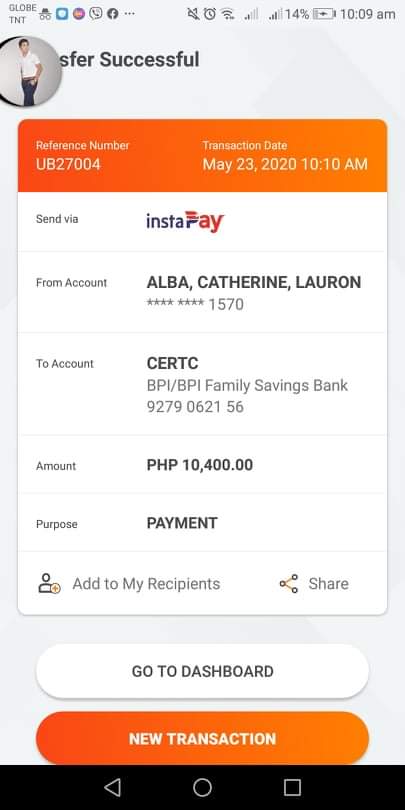 GLOBE
TNT
14% 10:09 am
sfer Successful
Reference Number Transaction Date
UB27004 May 23, 2020 10:10 AM
Send via instaPay
From Account ALBA, CATHERINE, LAURON
**** **** 1570
To Account CERTC
BPI/BPI Family Savings Bank
9279 0621 56
Amount PHP 10,400.00
Purpose PAYMENT
Add to My Recipients Share
GO TO DASHBOARD
NEW TRANSACTION